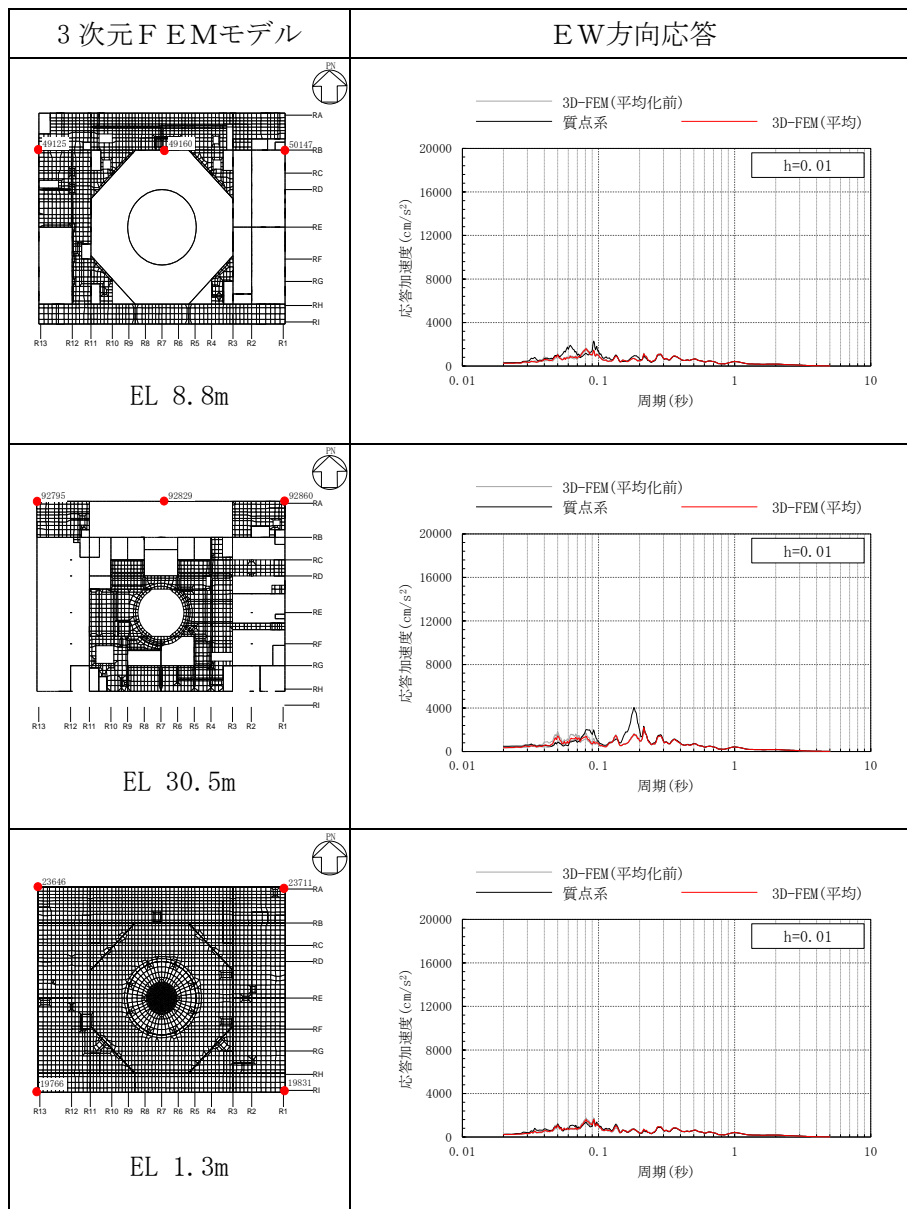 3次元FEMモデル
EW方向応答
PN
49125
49160
50147
RA
RB
RC
RD
RE
RF
RG
RH
RI
R13 R12 R11 R10 R9 R8 R7 R6 R5 R4 R3 R2 R1
EL 8.8m
3D-FEM(平均化前)
質点系 3D-FEM(平均)
h=0.01
20000
16000
12000
8000
4000
0
応答加速度(cm/s²)
0.01 0.1 1 10
周期(秒)
PN
92795
92829
92860
RA
RB
RC
RD
RE
RF
RG
RH
RI
R13 R12 R11 R10 R9 R8 R7 R6 R5 R4 R3 R2 R1
EL 30.5m
3D-FEM(平均化前)
質点系 3D-FEM(平均)
h=0.01
20000
16000
12000
8000
4000
0
応答加速度(cm/s²)
0.01 0.1 1 10
周期(秒)
PN
23646
23711
RA
RB
RC
RD
RE
RF
RG
RH
RI
19766
19831
R13 R12 R11 R10 R9 R8 R7 R6 R5 R4 R3 R2 R1
EL 1.3m
3D-FEM(平均化前)
質点系 3D-FEM(平均)
h=0.01
20000
16000
12000
8000
4000
0
応答加速度(cm/s²)
0.01 0.1 1 10
周期(秒)